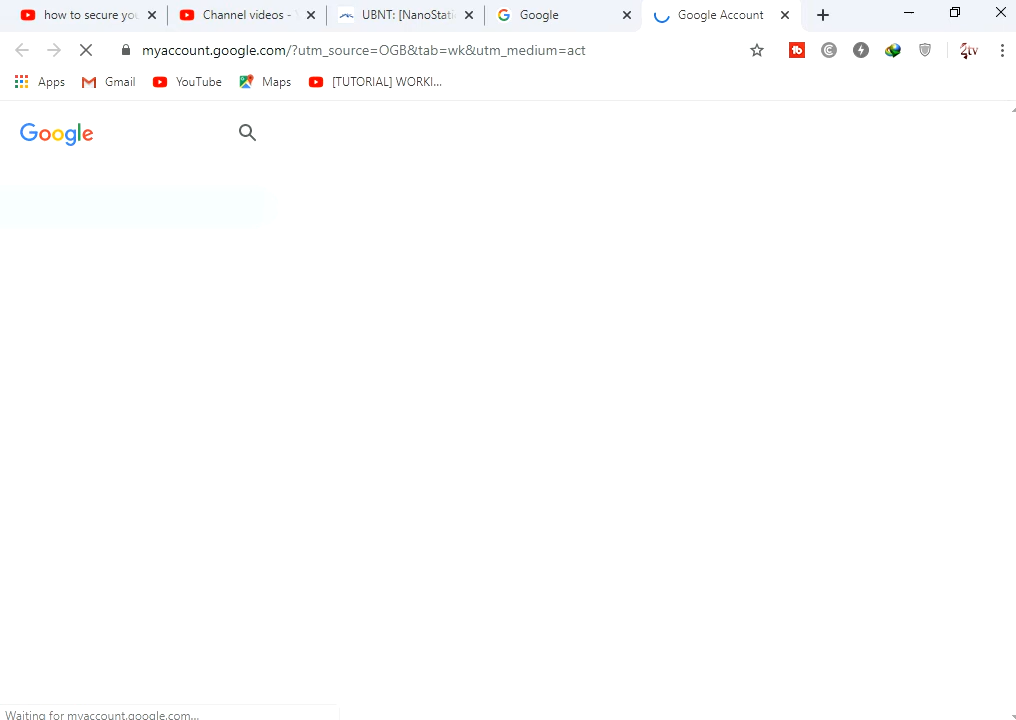 how to secure you
Channel videos -
UBNT: [NanoStati
Google
Google Account
myaccount.google.com/?utm_source=OGB&tab=wk&utm_medium=act
Apps
Gmail
YouTube
Maps
[TUTORIAL] WORKI...
Google
Waiting for myaccount.google.com...